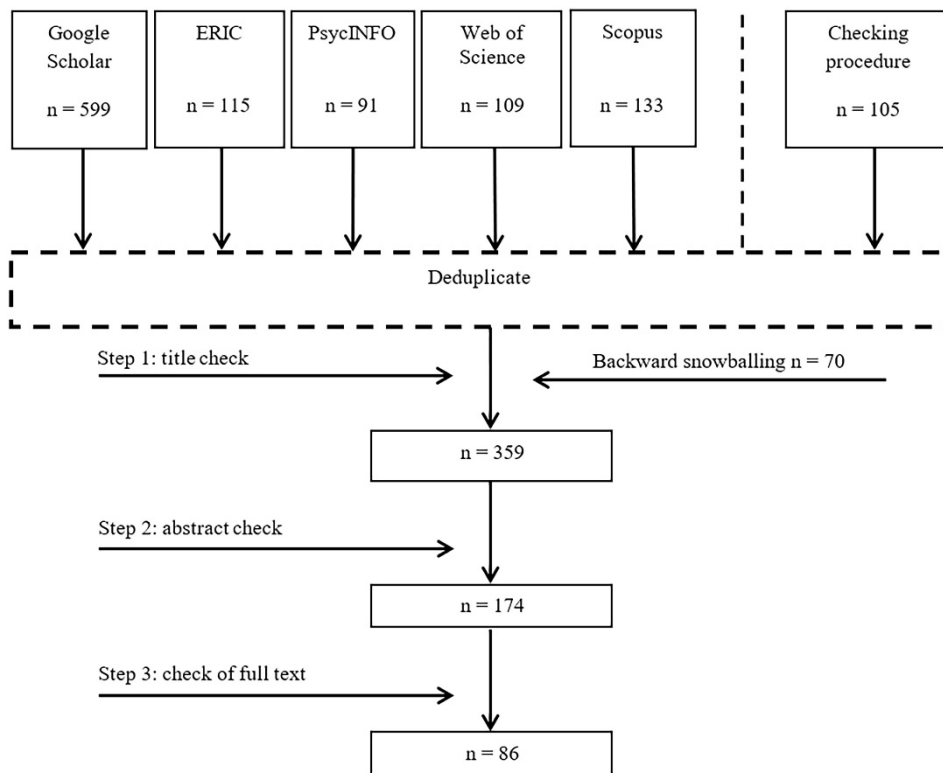 Google
Scholar
n = 599
ERIC
n = 115
PsycINFO
n = 91
Web of
Science
n = 109
Scopus
n = 133
Checking
procedure
n = 105
Deduplicate
Step 1: title check
Backward snowballing n = 70
n = 359
Step 2: abstract check
n = 174
Step 3: check of full text
n = 86